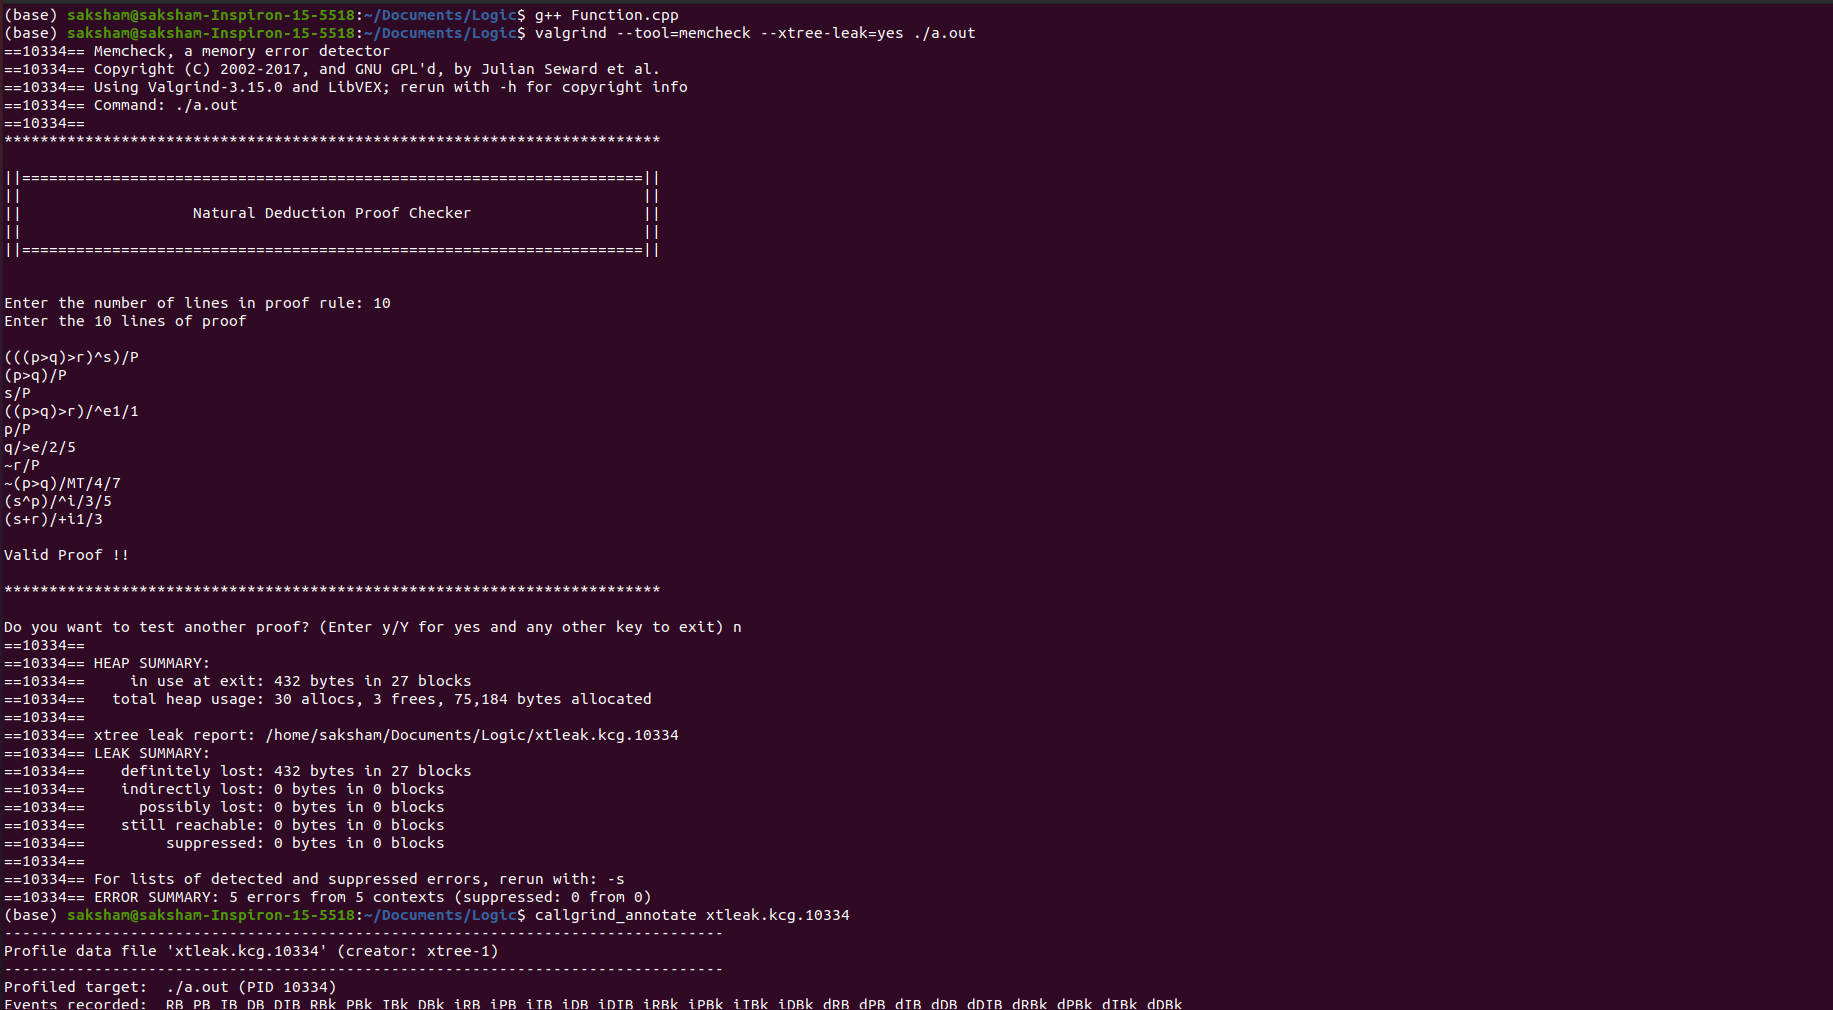 (base) saksham@saksham-Inspiron-15-5518:~/Documents/Logic$ g++ Function.cpp
(base) saksham@saksham-Inspiron-15-5518:~/Documents/Logic$ valgrind --tool=memcheck --xtree-leak=yes ./a.out
==10334== Memcheck, a memory error detector
==10334== Copyright (C) 2002-2017, and GNU GPL'd, by Julian Seward et al.
==10334== Using Valgrind-3.15.0 and LibVEX; rerun with -h for copyright info
==10334== Command: ./a.out
==10334==
*************************************************************************
||=====================================================================||
||                                                                     ||
||                   Natural Deduction Proof Checker                   ||
||                                                                     ||
||=====================================================================||
Enter the number of lines in proof rule: 10
Enter the 10 lines of proof
(((p>q)>r)^s)/P
(p>q)/P
s/P
((p>q)>r)/^e1/1
p/P
q/>e/2/5
~r/P
~(p>q)/MT/4/7
(s^p)/^i/3/5
(s+r)/+i1/3
Valid Proof !!
*************************************************************************
Do you want to test another proof? (Enter y/Y for yes and any other key to exit) n
==10334==
==10334== HEAP SUMMARY:
==10334==     in use at exit: 432 bytes in 27 blocks
==10334==   total heap usage: 30 allocs, 3 frees, 75,184 bytes allocated
==10334==
==10334== xtree leak report: /home/saksham/Documents/Logic/xtleak.kcg.10334
==10334== LEAK SUMMARY:
==10334==    definitely lost: 432 bytes in 27 blocks
==10334==    indirectly lost: 0 bytes in 0 blocks
==10334==      possibly lost: 0 bytes in 0 blocks
==10334==    still reachable: 0 bytes in 0 blocks
==10334==         suppressed: 0 bytes in 0 blocks
==10334==
==10334== For lists of detected and suppressed errors, rerun with: -s
==10334== ERROR SUMMARY: 5 errors from 5 contexts (suppressed: 0 from 0)
(base) saksham@saksham-Inspiron-15-5518:~/Documents/Logic$ callgrind_annotate xtleak.kcg.10334
--------------------------------------------------------------------------------
Profile data file 'xtleak.kcg.10334' (creator: xtree-1)
--------------------------------------------------------------------------------
Profiled target:  ./a.out (PID 10334)
Events recorded:  RB PB IB DB DIB RBk PBk IBk DBk iRB iPB iIB iDB iDIB iRBk iPBk iIBk iDBk dRB dPB dIB dDB dDIB dRBk dPBk dIBk dDBk